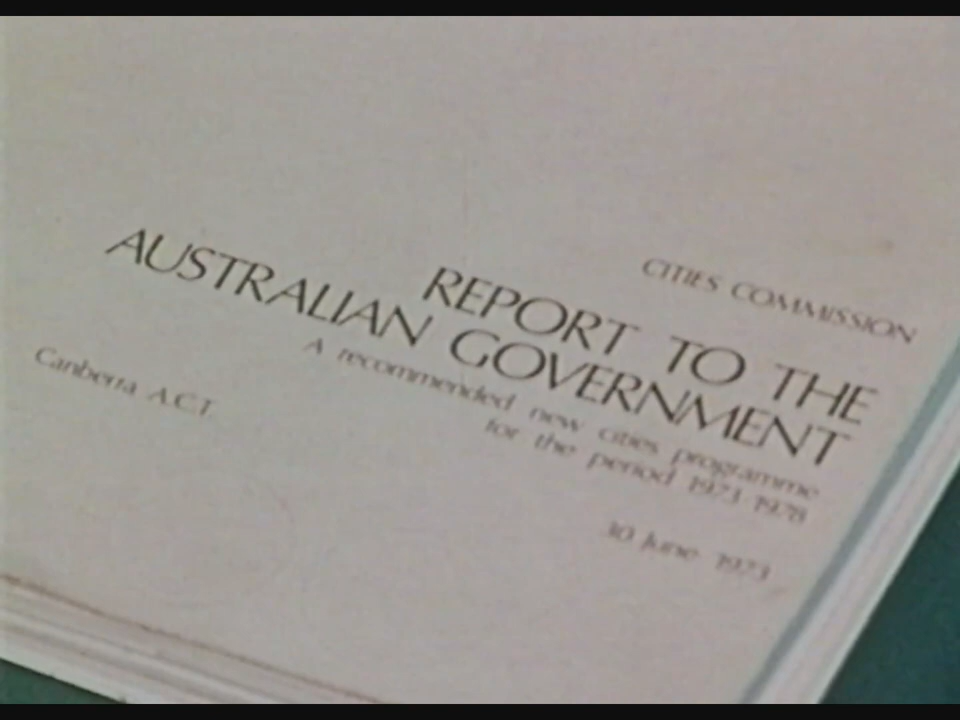 CITIES COMMISSION
REPORT TO THE
AUSTRALIAN GOVERNMENT
A recommended new cities programme
for the period 1973-1978
30 June 1973
Canberra A.C.T